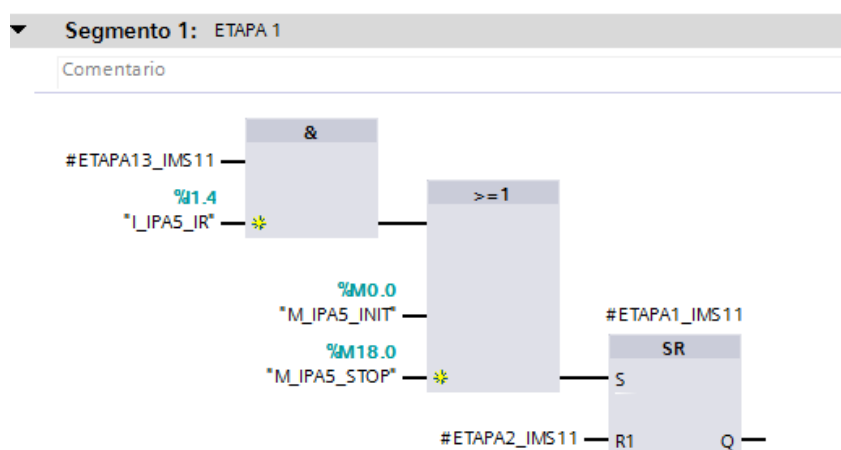 Segmento 1: ETAPA 1
Comentario
&
#ETAPA13_IMS11
%I1.4
"I_IPA5_IR"
>=1
%M0.0
"M_IPA5_INIT"
#ETAPA1_IMS11
%M18.0
SR
"M_IPA5_STOP"
S
#ETAPA2_IMS11
R1
Q